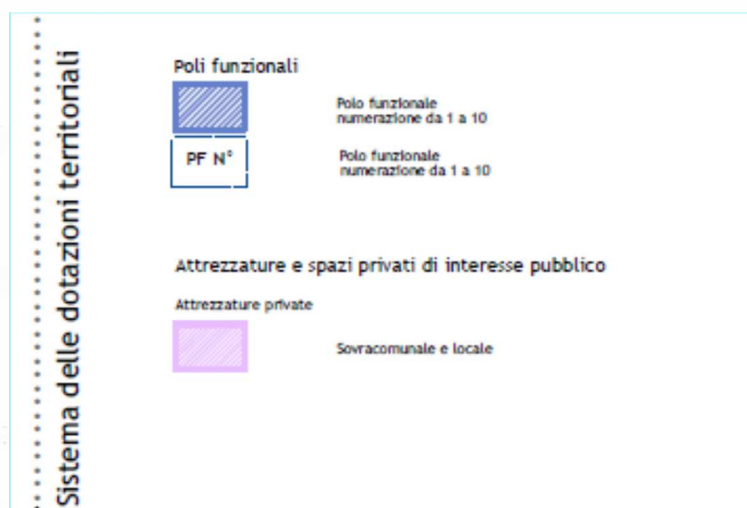 Sistema delle dotazioni territoriali
Poli funzionali
Polo funzionale
numerazione da 1 a 10
PF N°
Polo funzionale
numerazione da 1 a 10
Attrezzature e spazi privati di interesse pubblico
Attrezzature private
Sovracomunale e locale